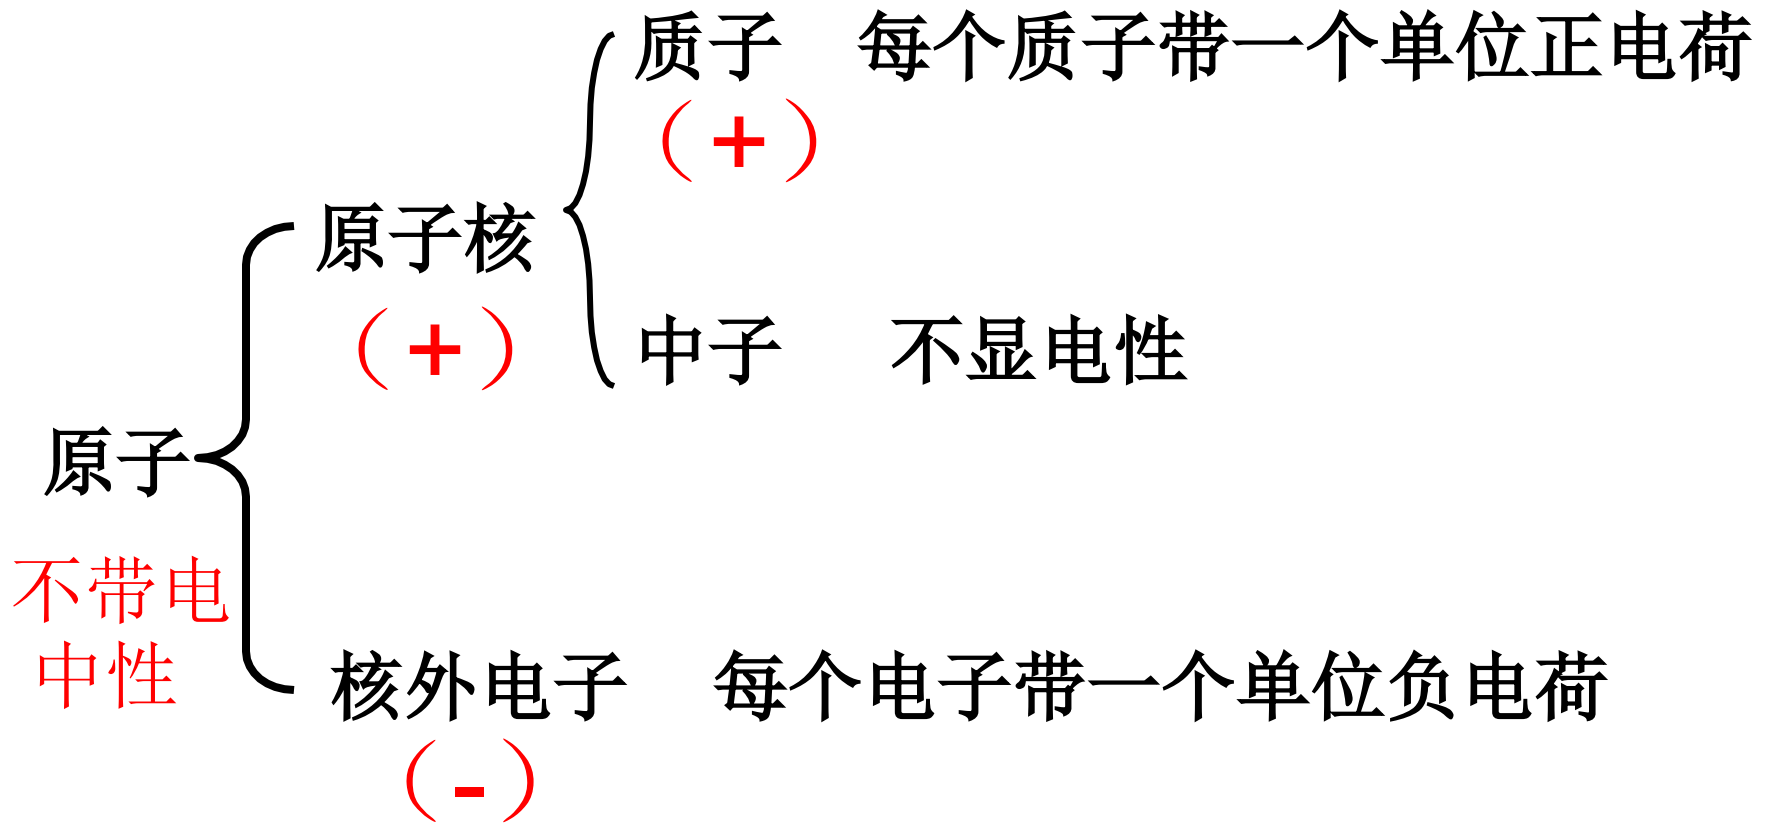 质子 每个质子带一个单位正电荷
（+）
原子核
（+）
中子 不显电性
原子
不带电
中性
核外电子 每个电子带一个单位负电荷
（-）